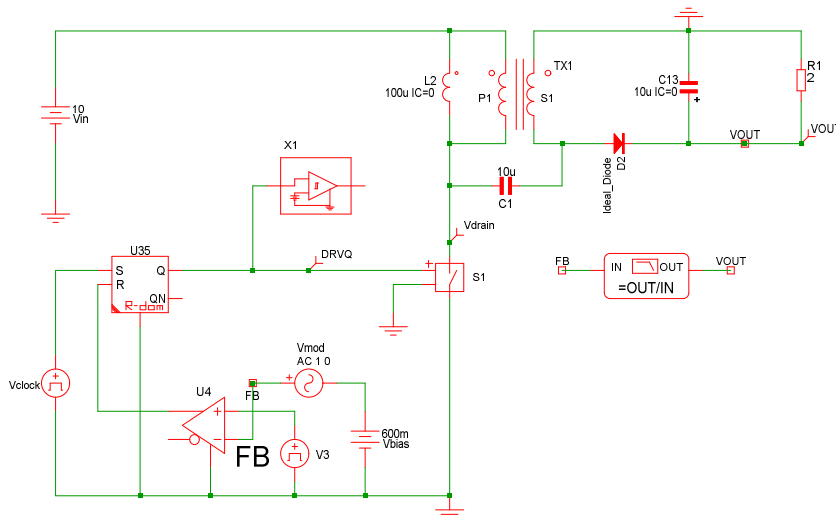 L2
100u IC=0
P1
S1
TX1
C13
10u IC=0
+
R1
2
10
Vin
X1
10u
C1
Ideal_Diode
D2
VOUT
VOUT
Vdrain
U35
S
Q
R
QN
R-dom
DRVQ
+
S1
FB
IN
OUT
=OUT/IN
VOUT
Vclock
U4
+
−
FB
Vmod
AC 1 0
+
FB
V3
600m
Vbias